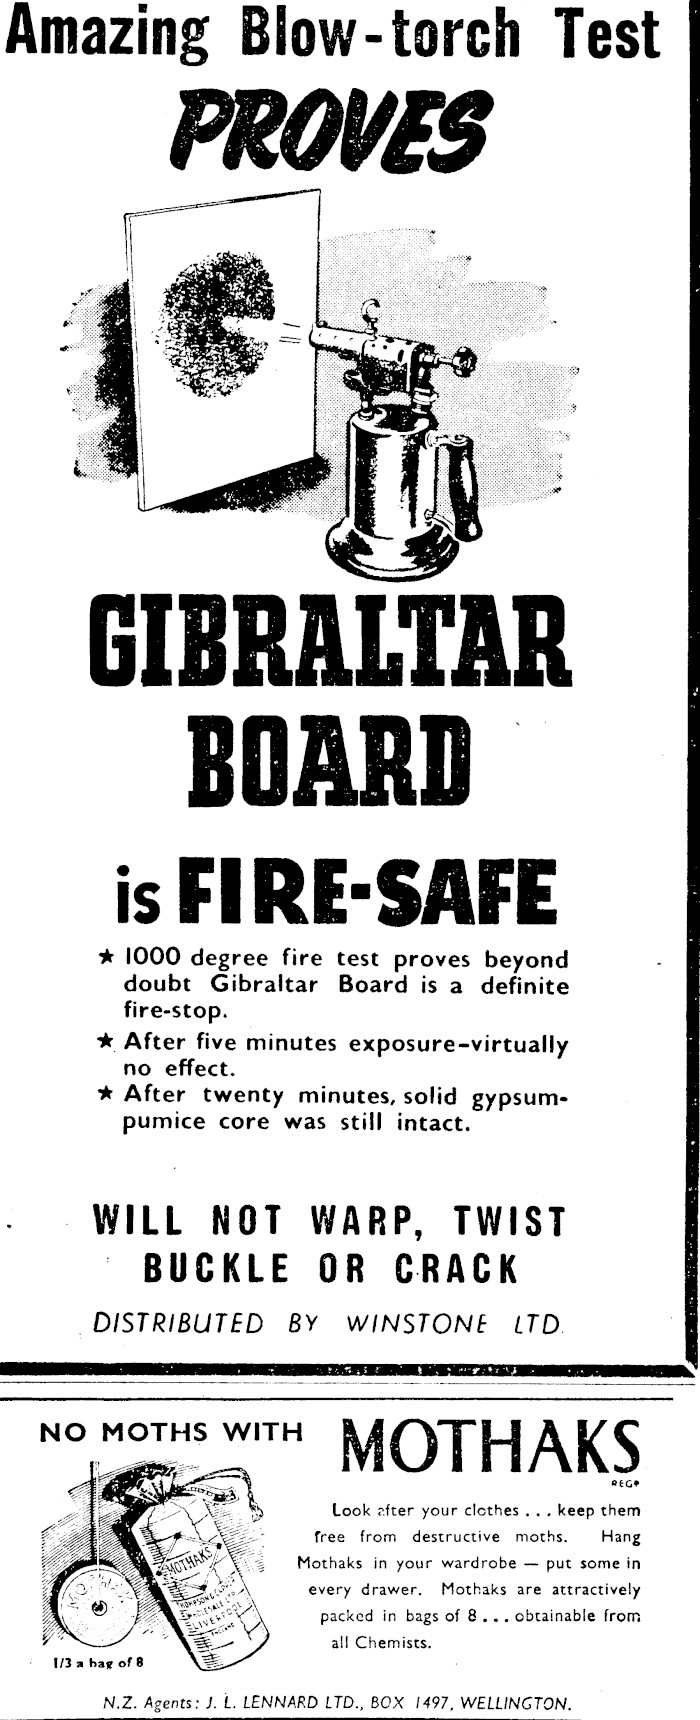 Amazing Blow-torch Test
PROVES
GIBRALTAR
BOARD
is FIRE-SAFE
★ 1000 degree fire test proves beyond
doubt Gibraltar Board is a definite
fire-stop.
★ After five minutes exposure–virtually
no effect.
★ After twenty minutes, solid gypsum-
pumice core was still intact.
WILL NOT WARP, TWIST
BUCKLE OR CRACK
DISTRIBUTED BY WINSTONE LTD.
NO MOTHS WITH
MOTHAKS
REGD
Look after your clothes . . . keep them
free from destructive moths. Hang
Mothaks in your wardrobe — put some in
every drawer. Mothaks are attractively
packed in bags of 8 . . . obtainable from
all Chemists.
MOTHAKS
MOTHAKS
LIVERPOOL
ENGLAND
1/3 a bag of 8
N.Z. Agents: J. L. LENNARD LTD., BOX 1497, WELLINGTON.